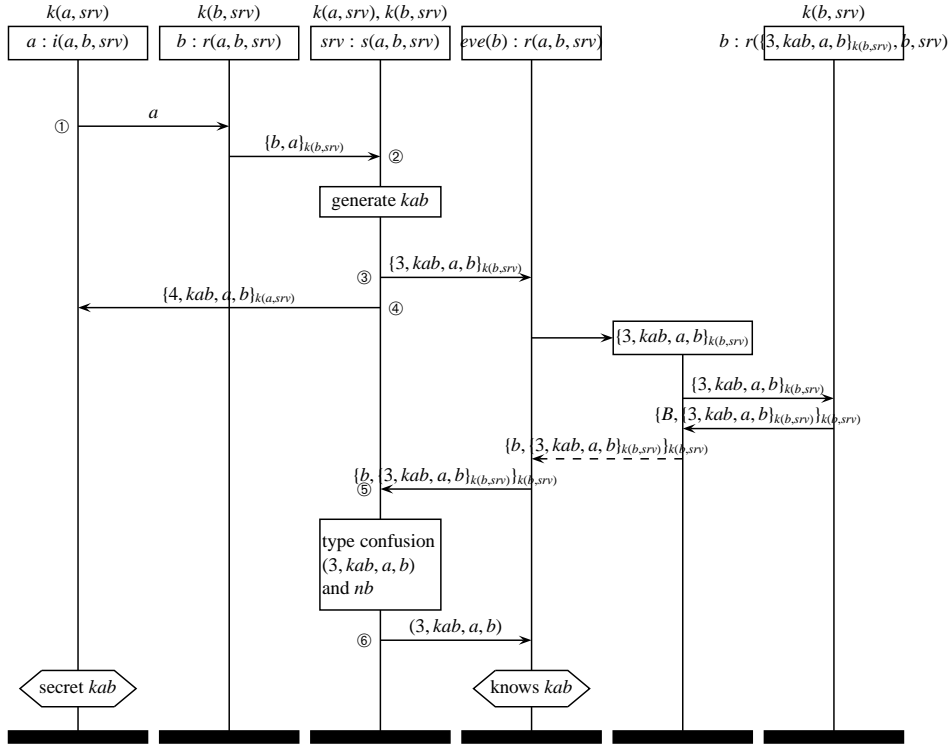 k(a, srv)
k(b, srv)
k(a, srv), k(b, srv)
k(b, srv)
a : i(a, b, srv)
b : r(a, b, srv)
srv : s(a, b, srv)
eve(b) : r(a, b, srv)
b : r({3, kab, a, b}k(b,srv), b, srv)
① a
{b, a}k(b,srv) ②
generate kab
③ {3, kab, a, b}k(b,srv)
{4, kab, a, b}k(a,srv) ④
{3, kab, a, b}k(b,srv)
{3, kab, a, b}k(b,srv)
{B, {3, kab, a, b}k(b,srv)}k(b,srv)
{b, {3, kab, a, b}k(b,srv)}k(b,srv)
{b, {3, kab, a, b}k(b,srv)}k(b,srv)
⑤
type confusion
(3, kab, a, b)
and nb
⑥ (3, kab, a, b)
secret kab
knows kab